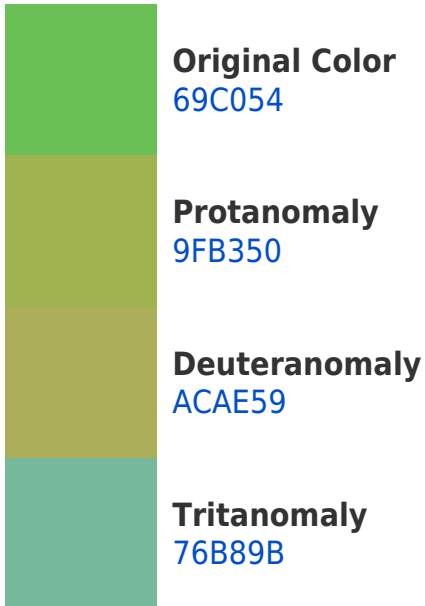 Original Color
69C054
Protanomaly
9FB350
Deuteranomaly
ACAE59
Tritanomaly
76B89B